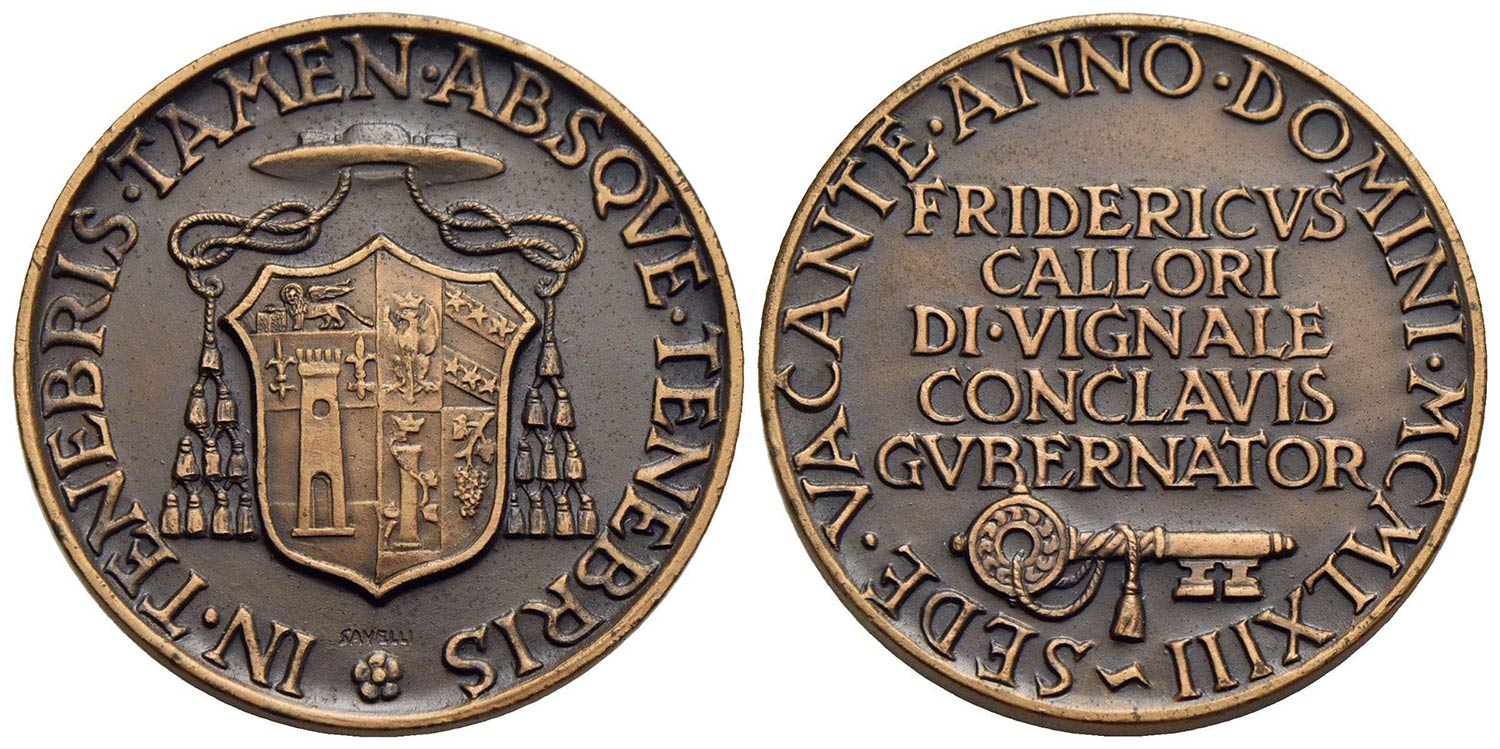 IN·TENEBRIS·TAMEN·ABSQVE·TENEBRIS
SAVELLI
SEDE·VACANTE·ANNO·DOMINI·MCMLXIII
FRIDERICVS
CALLORI
DI·VIGNALE
CONCLAVIS
GVBERNATOR